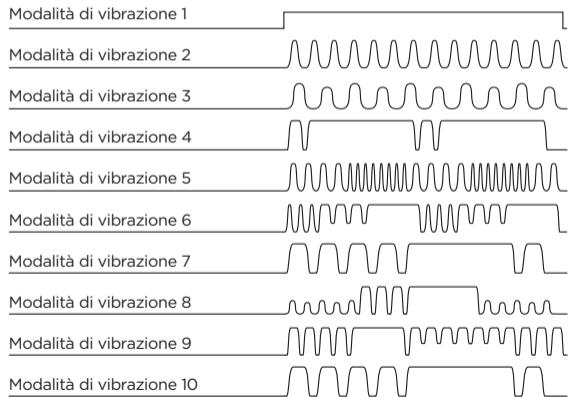 Modalità di vibrazione 1
Modalità di vibrazione 2
Modalità di vibrazione 3
Modalità di vibrazione 4
Modalità di vibrazione 5
Modalità di vibrazione 6
Modalità di vibrazione 7
Modalità di vibrazione 8
Modalità di vibrazione 9
Modalità di vibrazione 10